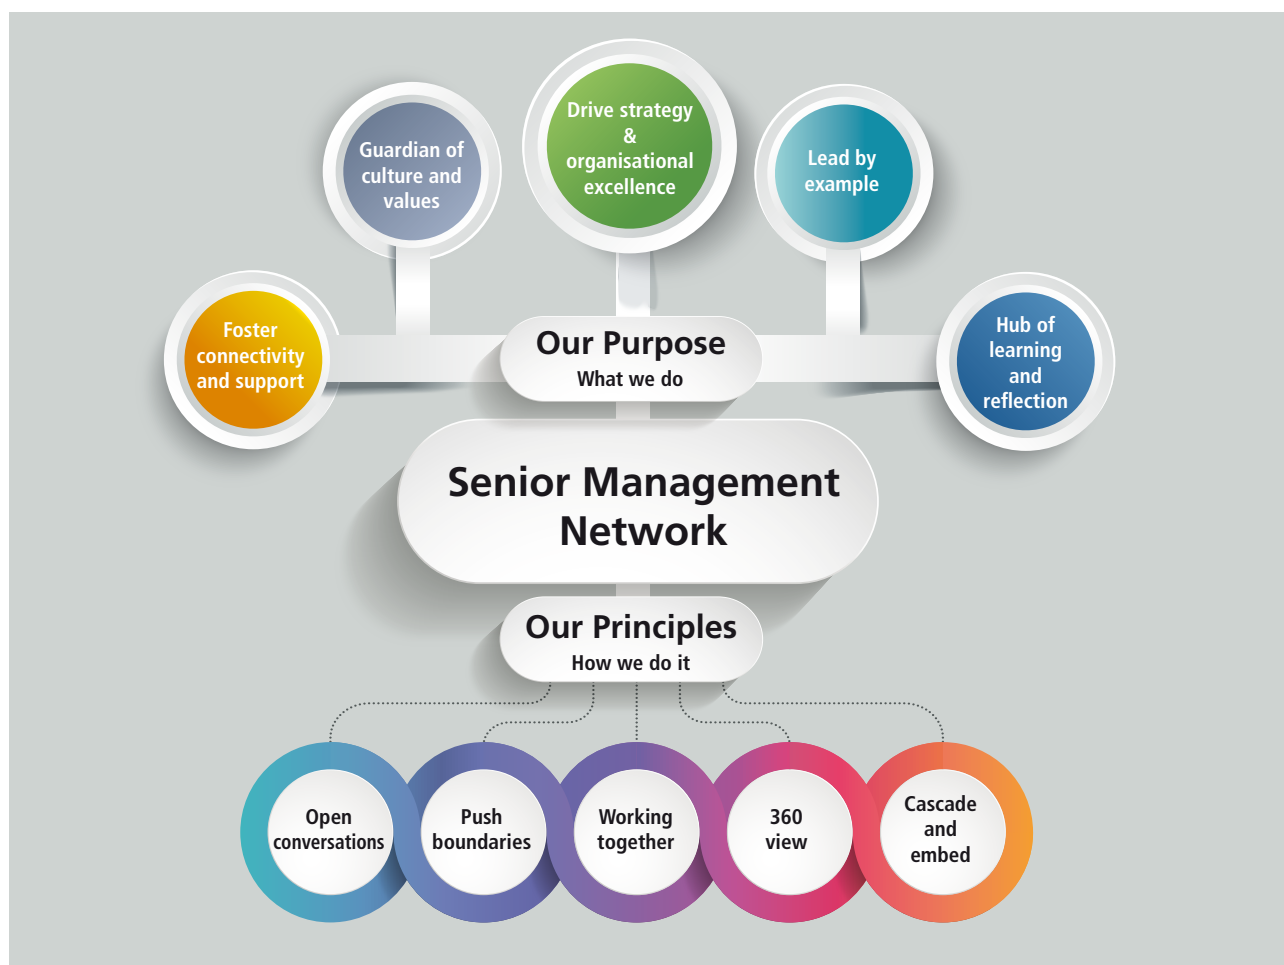 Drive strategy
&
organisational
excellence
Guardian of
culture and
values
Lead by
example
Foster
connectivity
and support
Hub of
learning
and
reflection
Our Purpose
What we do
Senior Management
Network
Our Principles
How we do it
Open
conversations
Push
boundaries
Working
together
360
view
Cascade
and
embed